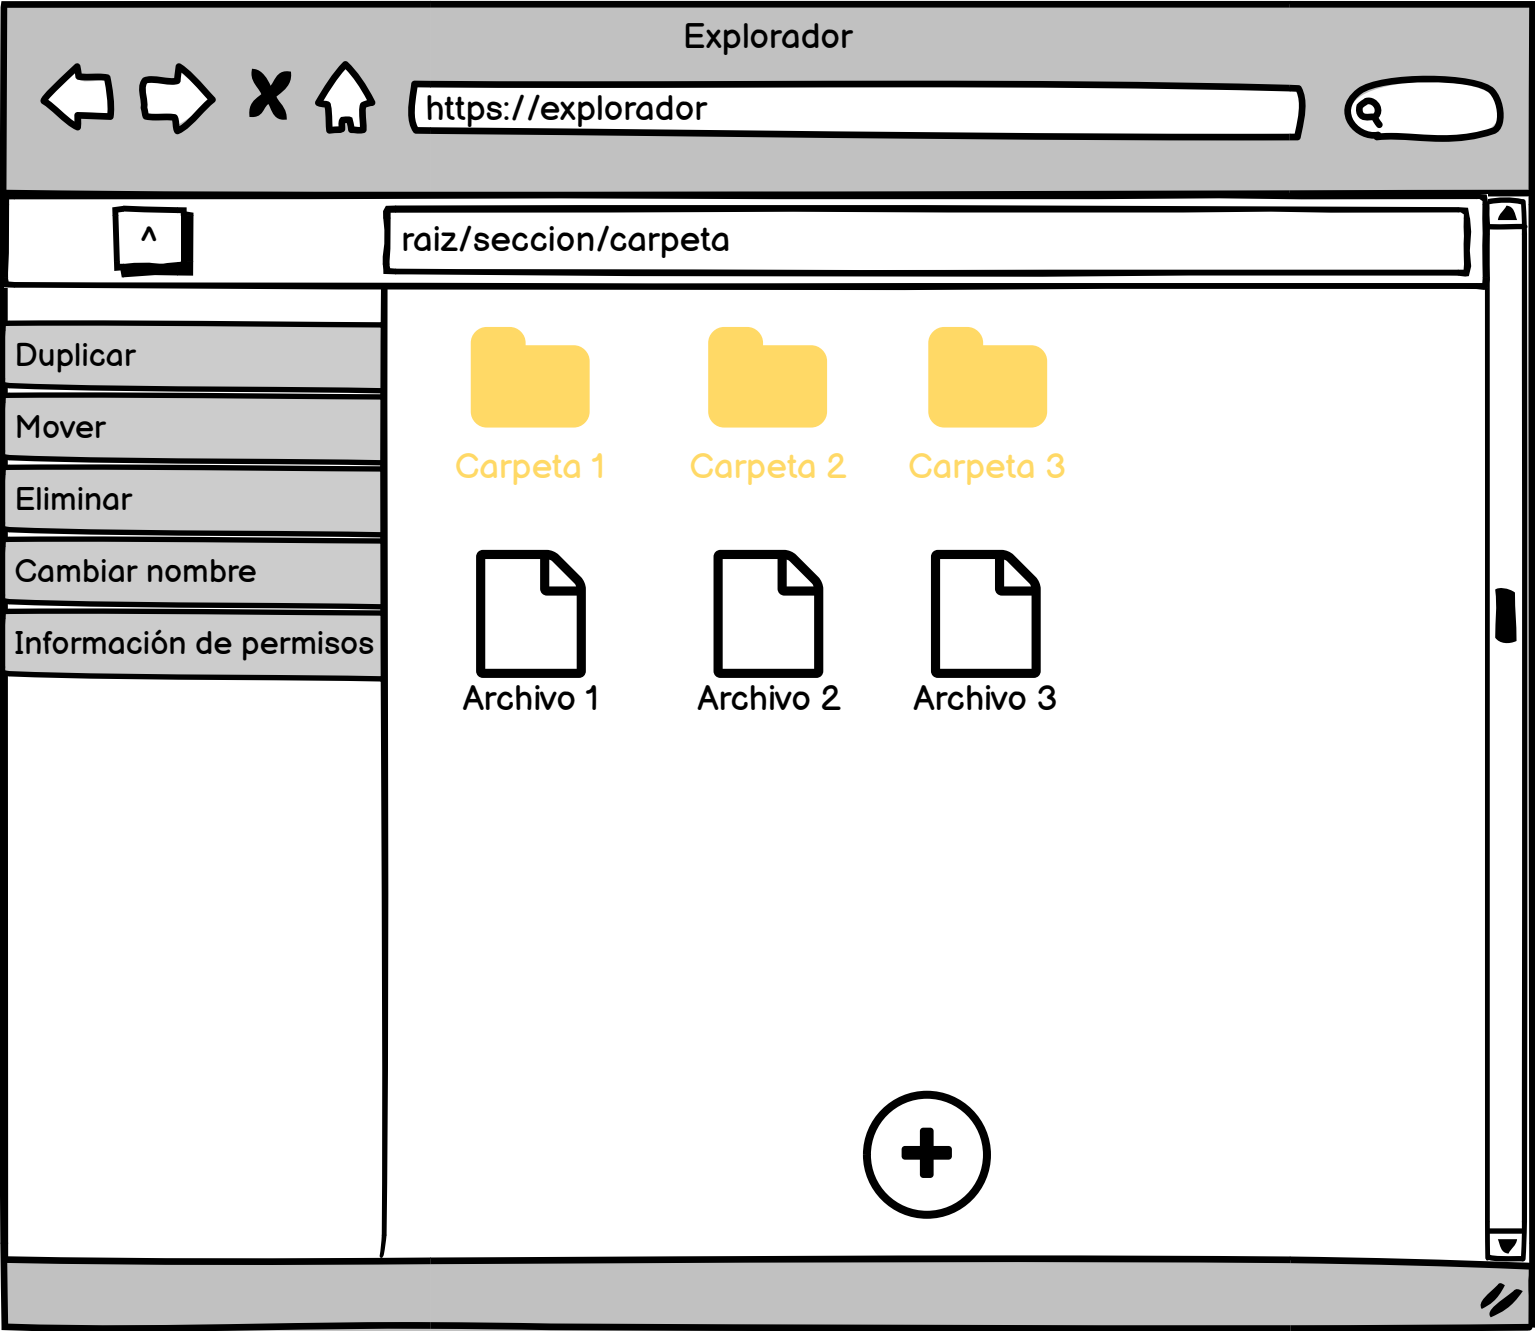 Explorador
https://explorador
^
raiz/seccion/carpeta
Duplicar
Mover
Eliminar
Cambiar nombre
Información de permisos
Carpeta 1
Carpeta 2
Carpeta 3
Archivo 1
Archivo 2
Archivo 3